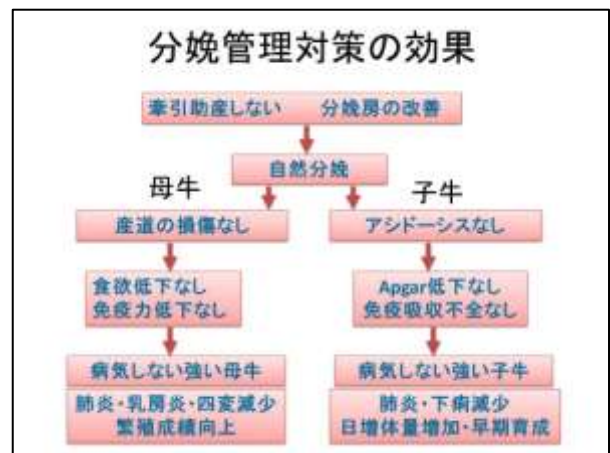 分娩管理対策の効果
牽引助産しない 分娩房の改善
自然分娩
母牛
子牛
産道の損傷なし
アシドーシスなし
食欲低下なし
免疫力低下なし
Apgar低下なし
免疫吸収不全なし
病気しない強い母牛
病気しない強い子牛
肺炎・乳房炎・四変減少
繁殖成績向上
肺炎・下痢減少
日増体量増加・早期育成